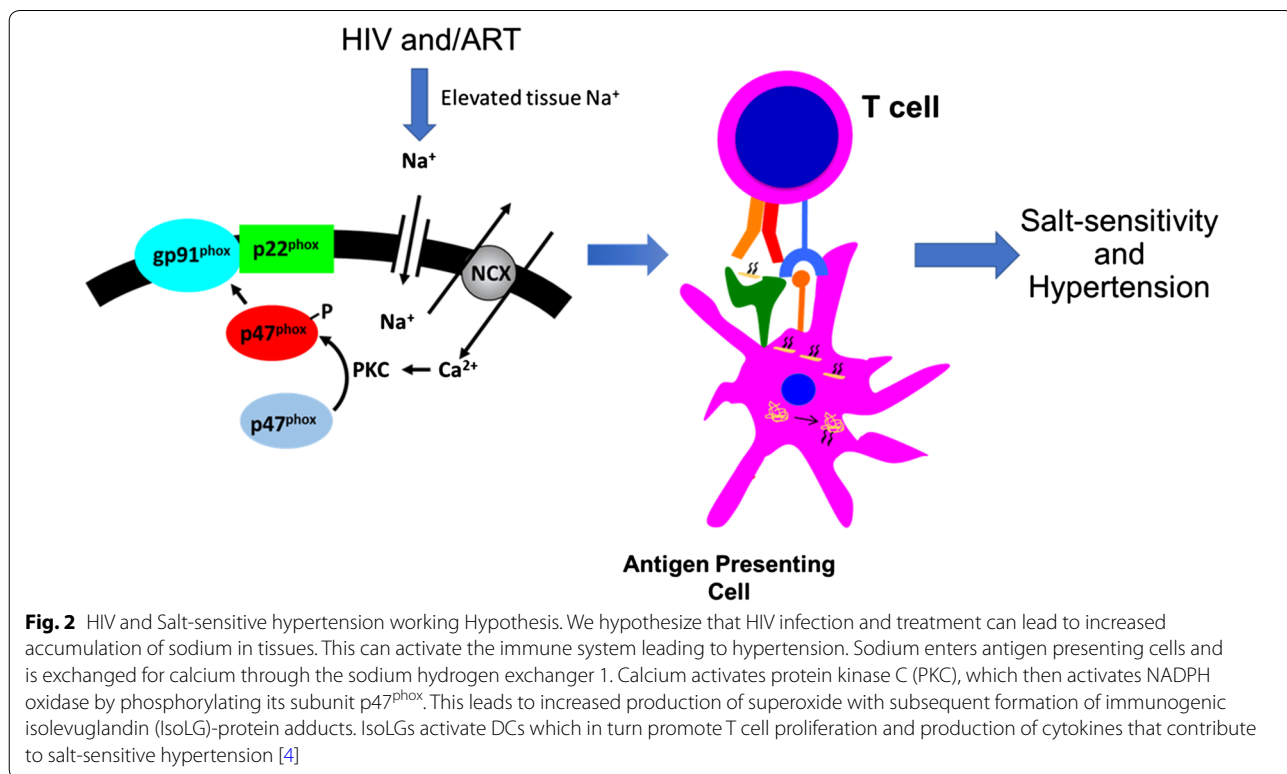 HIV and/ART
Elevated tissue Na⁺
Na⁺
gp91ᵖʰᵒˣ
p22ᵖʰᵒˣ
NCX
p47ᵖʰᵒˣ
P
Na⁺
PKC
Ca²⁺
p47ᵖʰᵒˣ
T cell
Antigen Presenting
Cell
Salt-sensitivity
and
Hypertension
Fig. 2 HIV and Salt-sensitive hypertension working Hypothesis. We hypothesize that HIV infection and treatment can lead to increased
accumulation of sodium in tissues. This can activate the immune system leading to hypertension. Sodium enters antigen presenting cells and
is exchanged for calcium through the sodium hydrogen exchanger 1. Calcium activates protein kinase C (PKC), which then activates NADPH
oxidase by phosphorylating its subunit p47ᵖʰᵒˣ. This leads to increased production of superoxide with subsequent formation of immunogenic
isolevuglandin (IsoLG)-protein adducts. IsoLGs activate DCs which in turn promote T cell proliferation and production of cytokines that contribute
to salt-sensitive hypertension [4]